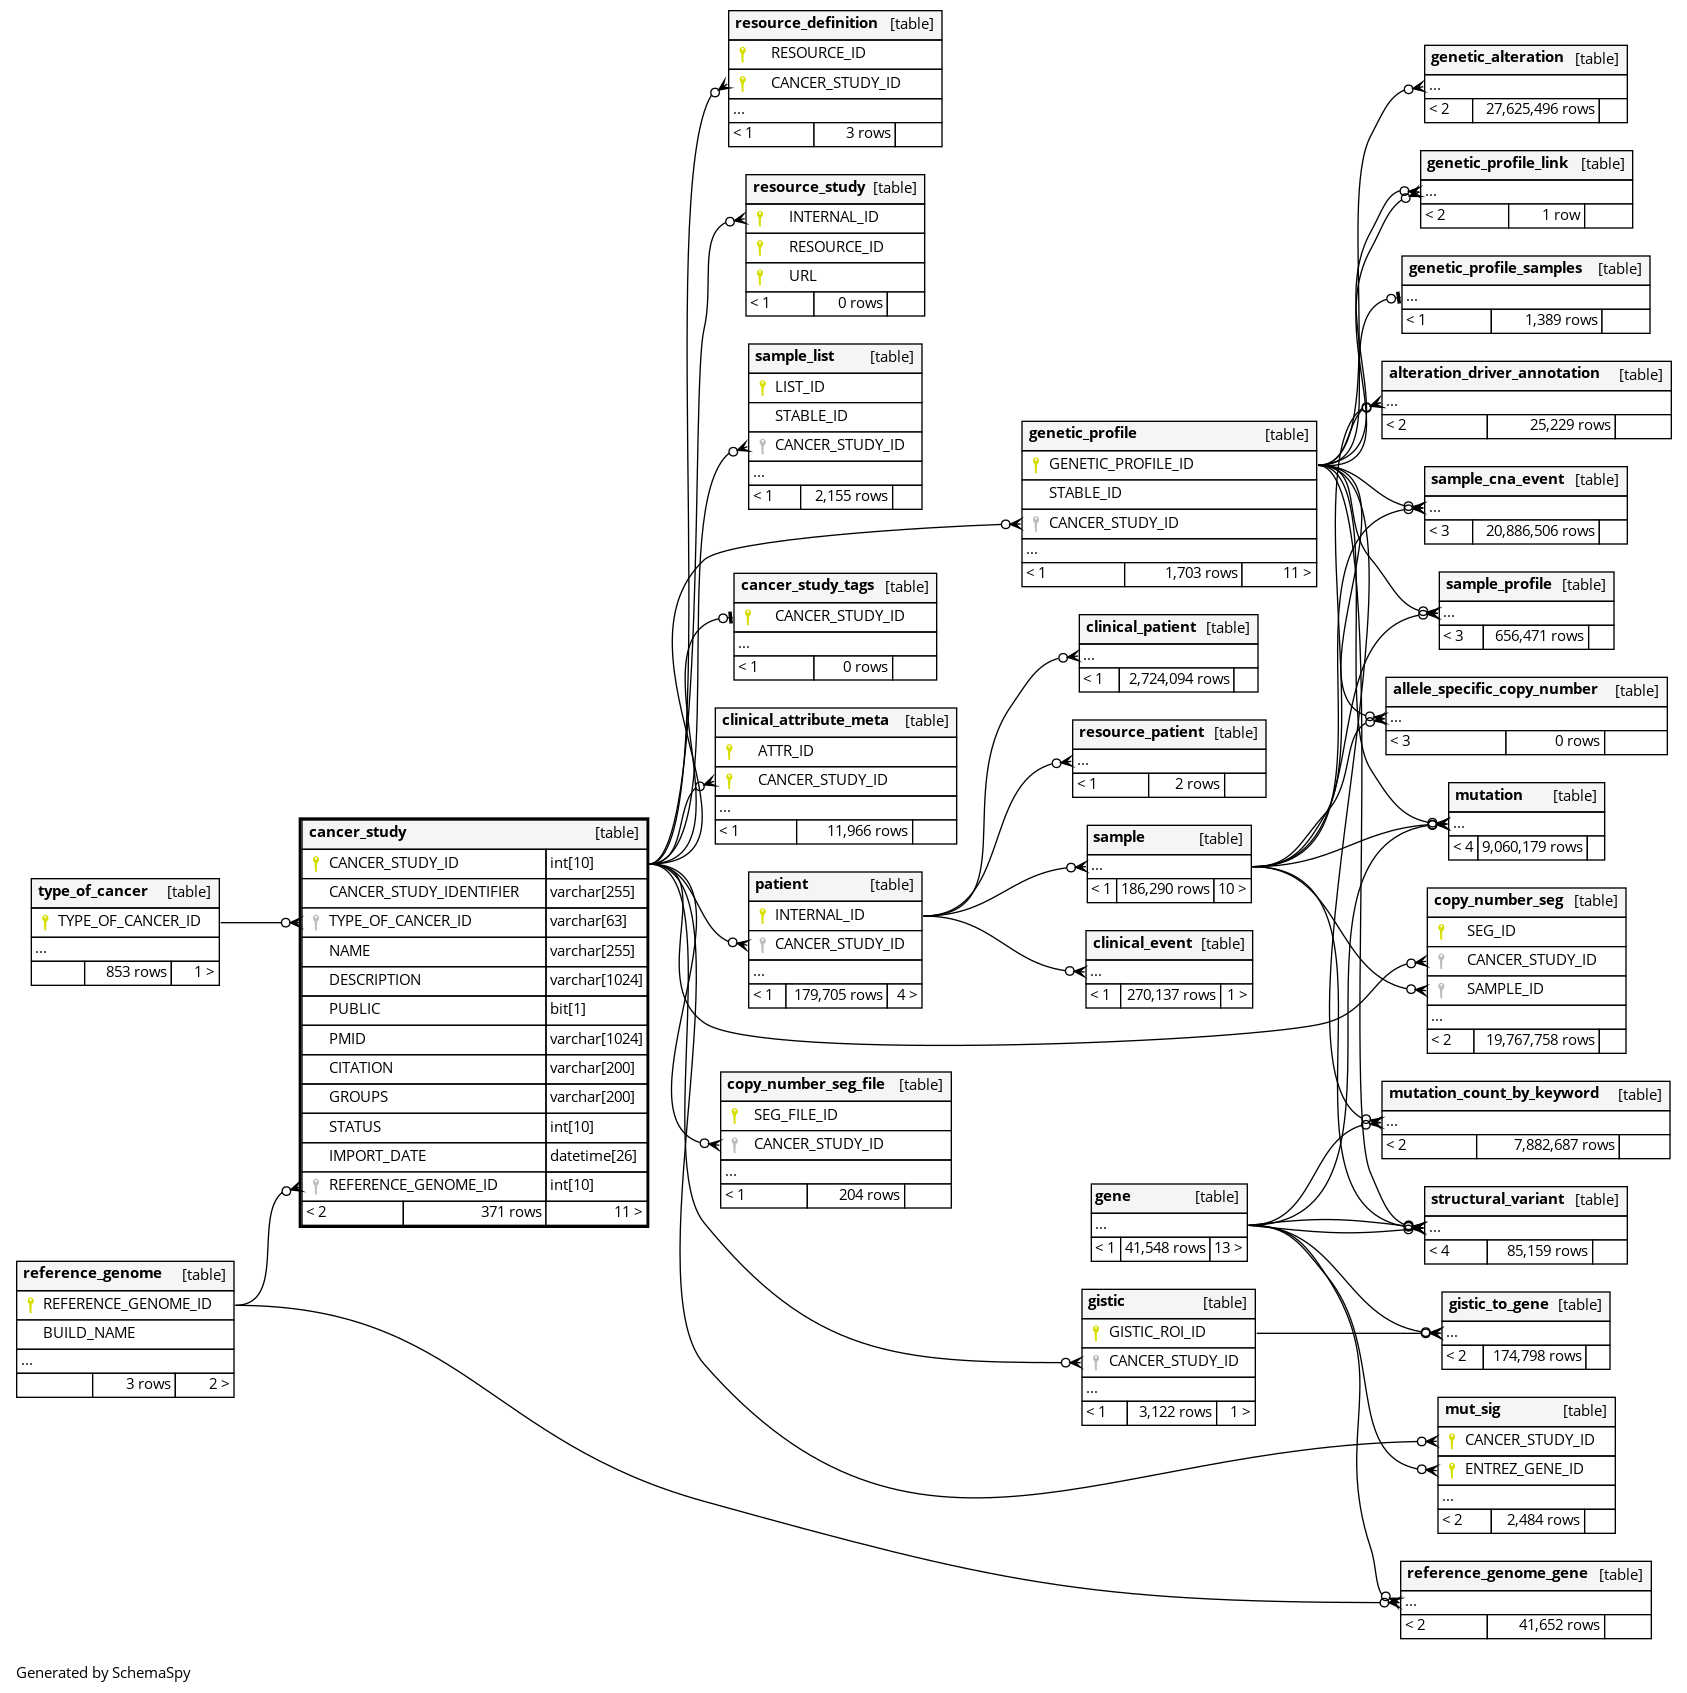 resource_definition [table]
RESOURCE_ID
CANCER_STUDY_ID
...
< 1 3 rows
resource_study [table]
INTERNAL_ID
RESOURCE_ID
URL
< 1 0 rows
sample_list [table]
LIST_ID
STABLE_ID
CANCER_STUDY_ID
...
< 1 2,155 rows
cancer_study_tags [table]
CANCER_STUDY_ID
...
< 1 0 rows
clinical_attribute_meta [table]
ATTR_ID
CANCER_STUDY_ID
...
< 1 11,966 rows
type_of_cancer [table]
TYPE_OF_CANCER_ID
...
853 rows 1 >
reference_genome [table]
REFERENCE_GENOME_ID
BUILD_NAME
...
3 rows 2 >
cancer_study [table]
CANCER_STUDY_ID int[10]
CANCER_STUDY_IDENTIFIER varchar[255]
TYPE_OF_CANCER_ID varchar[63]
NAME varchar[255]
DESCRIPTION varchar[1024]
PUBLIC bit[1]
PMID varchar[1024]
CITATION varchar[200]
GROUPS varchar[200]
STATUS int[10]
IMPORT_DATE datetime[26]
REFERENCE_GENOME_ID int[10]
< 2 371 rows 11 >
patient [table]
INTERNAL_ID
CANCER_STUDY_ID
...
< 1 179,705 rows 4 >
copy_number_seg_file [table]
SEG_FILE_ID
CANCER_STUDY_ID
...
< 1 204 rows
genetic_profile [table]
GENETIC_PROFILE_ID
STABLE_ID
CANCER_STUDY_ID
...
< 1 1,703 rows 11 >
clinical_patient [table]
...
< 1 2,724,094 rows
resource_patient [table]
...
< 1 2 rows
sample [table]
...
< 1 186,290 rows 10 >
clinical_event [table]
...
< 1 270,137 rows 1 >
gene [table]
...
< 1 41,548 rows 13 >
gistic [table]
GISTIC_ROI_ID
CANCER_STUDY_ID
...
< 1 3,122 rows 1 >
genetic_alteration [table]
...
< 2 27,625,496 rows
genetic_profile_link [table]
...
< 2 1 row
genetic_profile_samples [table]
...
< 1 1,389 rows
alteration_driver_annotation [table]
...
< 2 25,229 rows
sample_cna_event [table]
...
< 3 20,886,506 rows
sample_profile [table]
...
< 3 656,471 rows
allele_specific_copy_number [table]
...
< 3 0 rows
mutation [table]
...
< 4 9,060,179 rows
copy_number_seg [table]
SEG_ID
CANCER_STUDY_ID
SAMPLE_ID
...
< 2 19,767,758 rows
mutation_count_by_keyword [table]
...
< 2 7,882,687 rows
structural_variant [table]
...
< 4 85,159 rows
gistic_to_gene [table]
...
< 2 174,798 rows
mut_sig [table]
CANCER_STUDY_ID
ENTREZ_GENE_ID
...
< 2 2,484 rows
reference_genome_gene [table]
...
< 2 41,652 rows
Generated by SchemaSpy